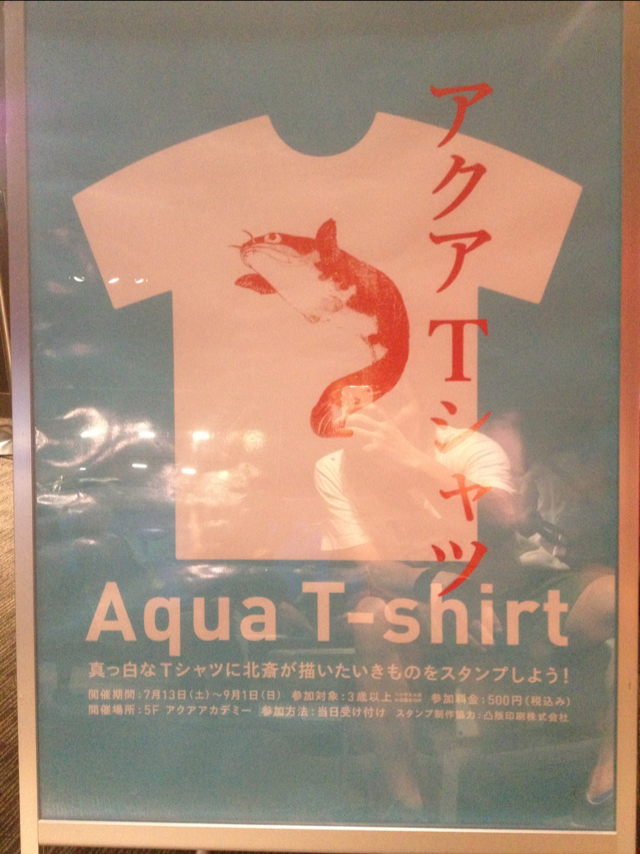 アクアTシャツ
Aqua T-shirt
真っ白なTシャツに北斎が描いたいきものをスタンプしよう!
開催期間:7月13日(土)~9月1日(日) 参加対象:3歳以上 参加料金:500円(税込み)
開催場所:5F アクアアカデミー 参加方法:当日受け付け スタンプ制作協力:凸版印刷株式会社